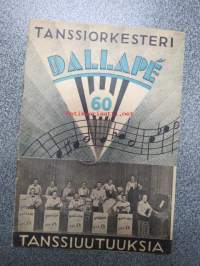 TANSSIORKESTERI
DALLAPÉ
60
TANSSIUUTUUKSIA